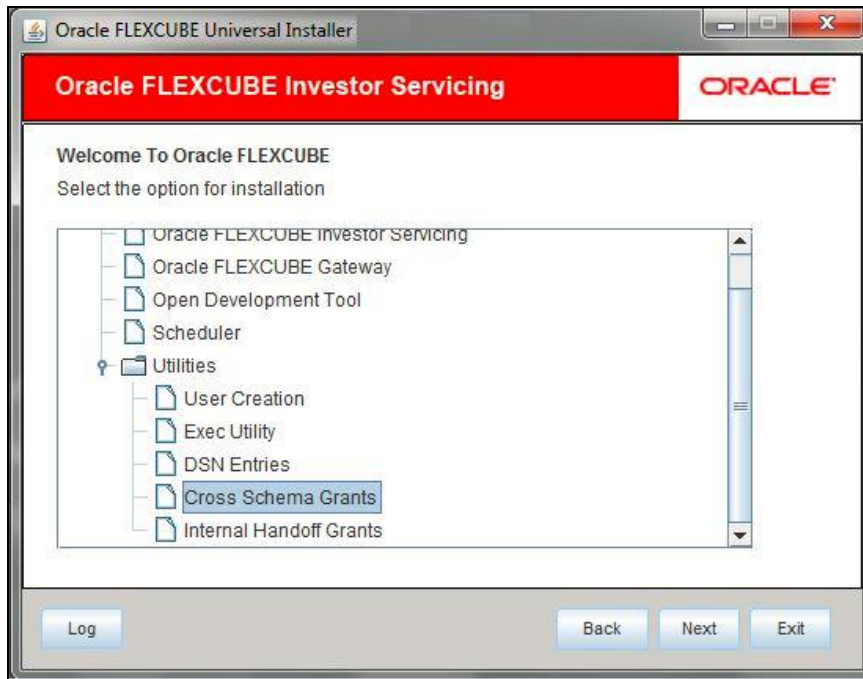 Oracle FLEXCUBE Universal Installer
Oracle FLEXCUBE Investor Servicing
ORACLE
Welcome To Oracle FLEXCUBE
Select the option for installation
Oracle FLEXCUBE Investor Servicing
Oracle FLEXCUBE Gateway
Open Development Tool
Scheduler
Utilities
User Creation
Exec Utility
DSN Entries
Cross Schema Grants
Internal Handoff Grants
Log
Back
Next
Exit